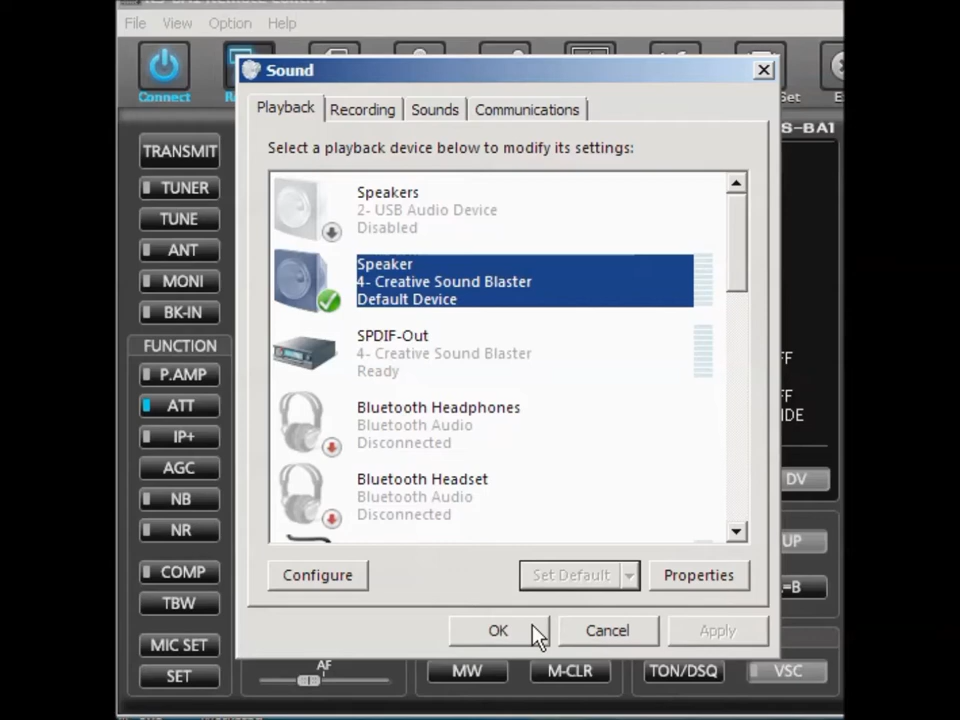 File View Option Help
Connect
Sound
Playback Recording Sounds Communications
Select a playback device below to modify its settings:
Speakers
2- USB Audio Device
Disabled
Speaker
4- Creative Sound Blaster
Default Device
SPDIF-Out
4- Creative Sound Blaster
Ready
Bluetooth Headphones
Bluetooth Audio
Disconnected
Bluetooth Headset
Bluetooth Audio
Disconnected
Configure Set Default Properties
OK Cancel Apply
TRANSMIT
TUNER
TUNE
ANT
MONI
BK-IN
FUNCTION
P.AMP
ATT
IP+
AGC
NB
NR
COMP
TBW
MIC SET
SET
AF
MW M-CLR TON/DSQ VSC
S-BA1
DV
UP
=B